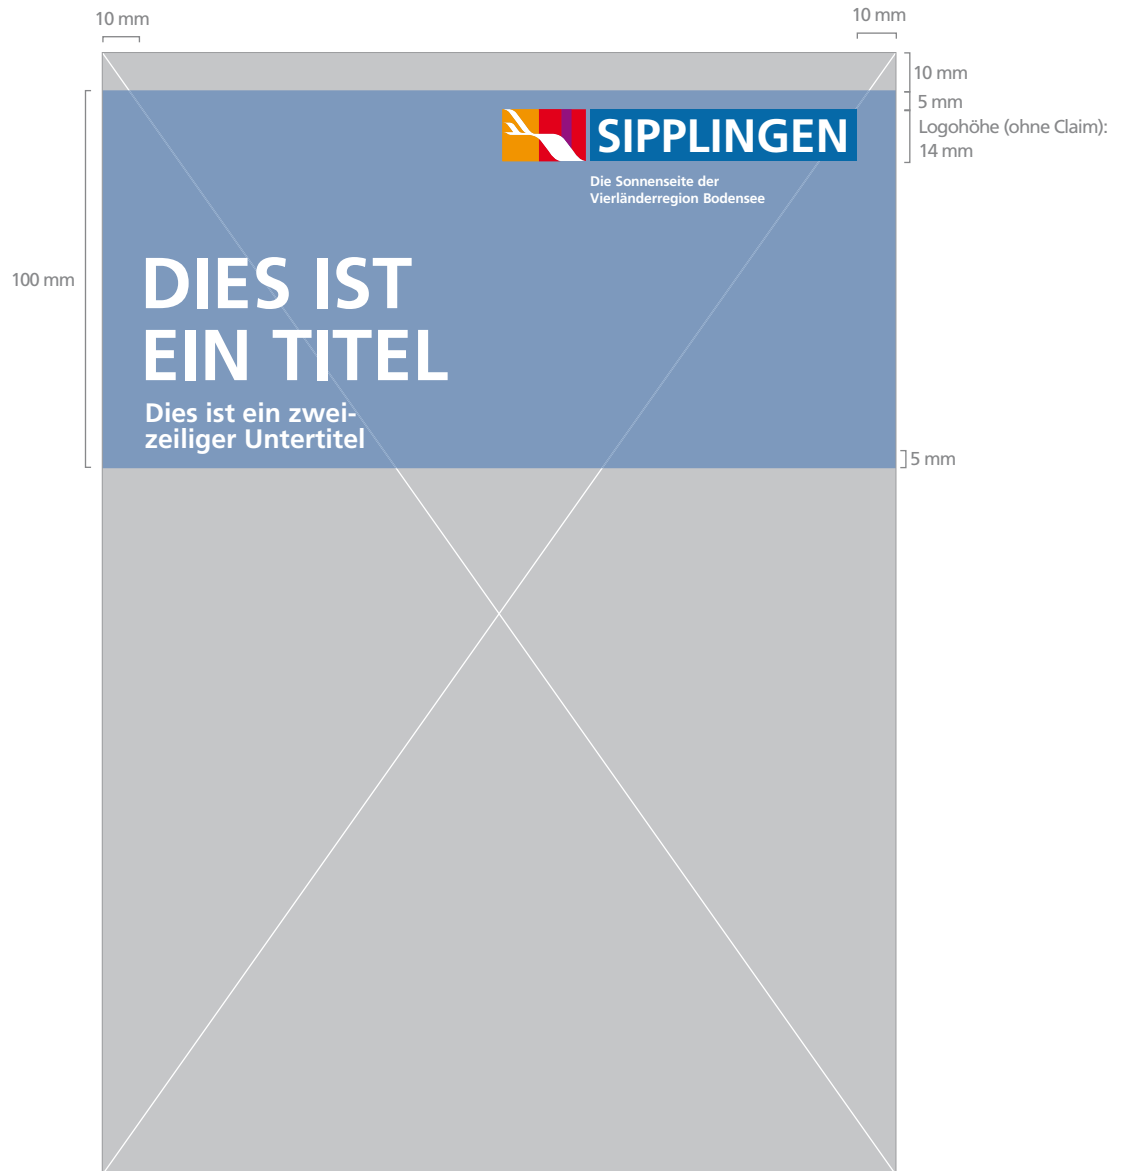 10 mm
10 mm
10 mm
5 mm
Logohöhe (ohne Claim):
14 mm
SIPPLINGEN
Die Sonnenseite der
Vierländerregion Bodensee
100 mm
DIES IST
EIN TITEL
Dies ist ein zwei-
zeiliger Untertitel
5 mm